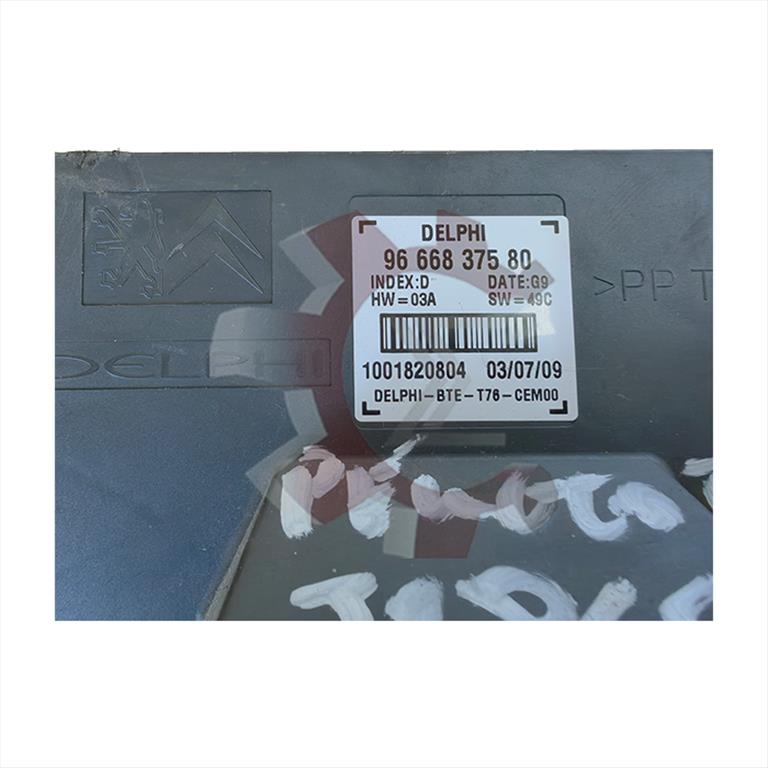 DELPHI
96 668 375 80
INDEX:D DATE:G9
HW=03A SW=49C
1001820804 03/07/09
DELPHI-BTE-T76-CEM00
>PP T
DELPHI